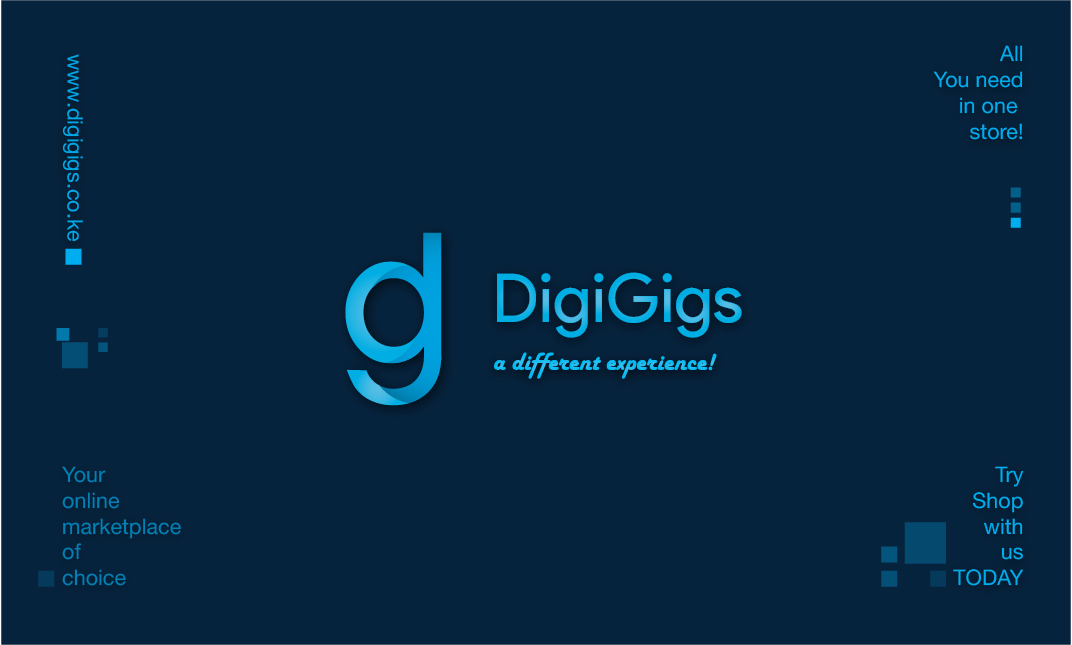 www.digigigs.co.ke
All
You need
in one
store!
DigiGigs
a different experience!
Your
online
marketplace
of
choice
Try
Shop
with
us
TODAY